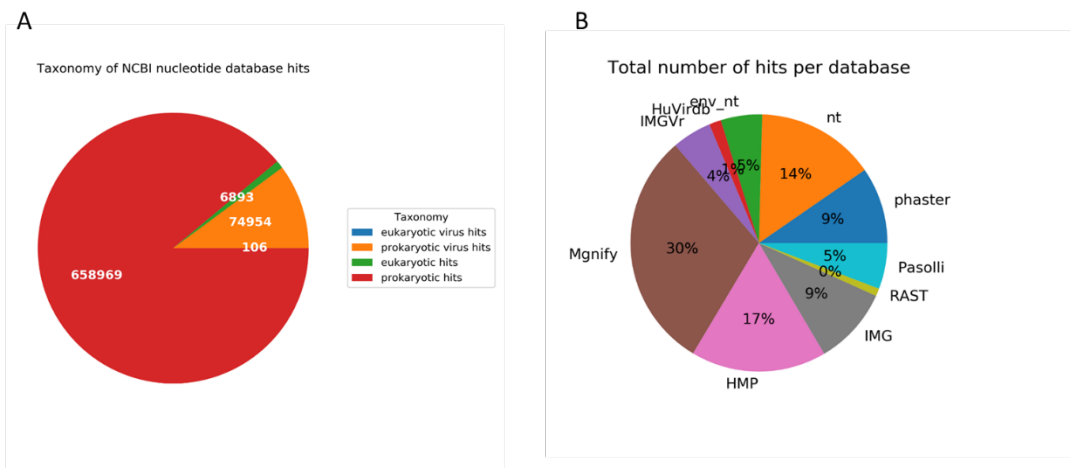 A
B
Taxonomy of NCBI nucleotide database hits
6893
74954
106
658969
Taxonomy
eukaryotic virus hits
prokaryotic virus hits
eukaryotic hits
prokaryotic hits
Total number of hits per database
env_nt
HuVirdb
IMGVr
nt
phaster
Mgnify
Pasolli
RAST
IMG
HMP
5%
1%
4%
14%
9%
30%
5%
0%
9%
17%